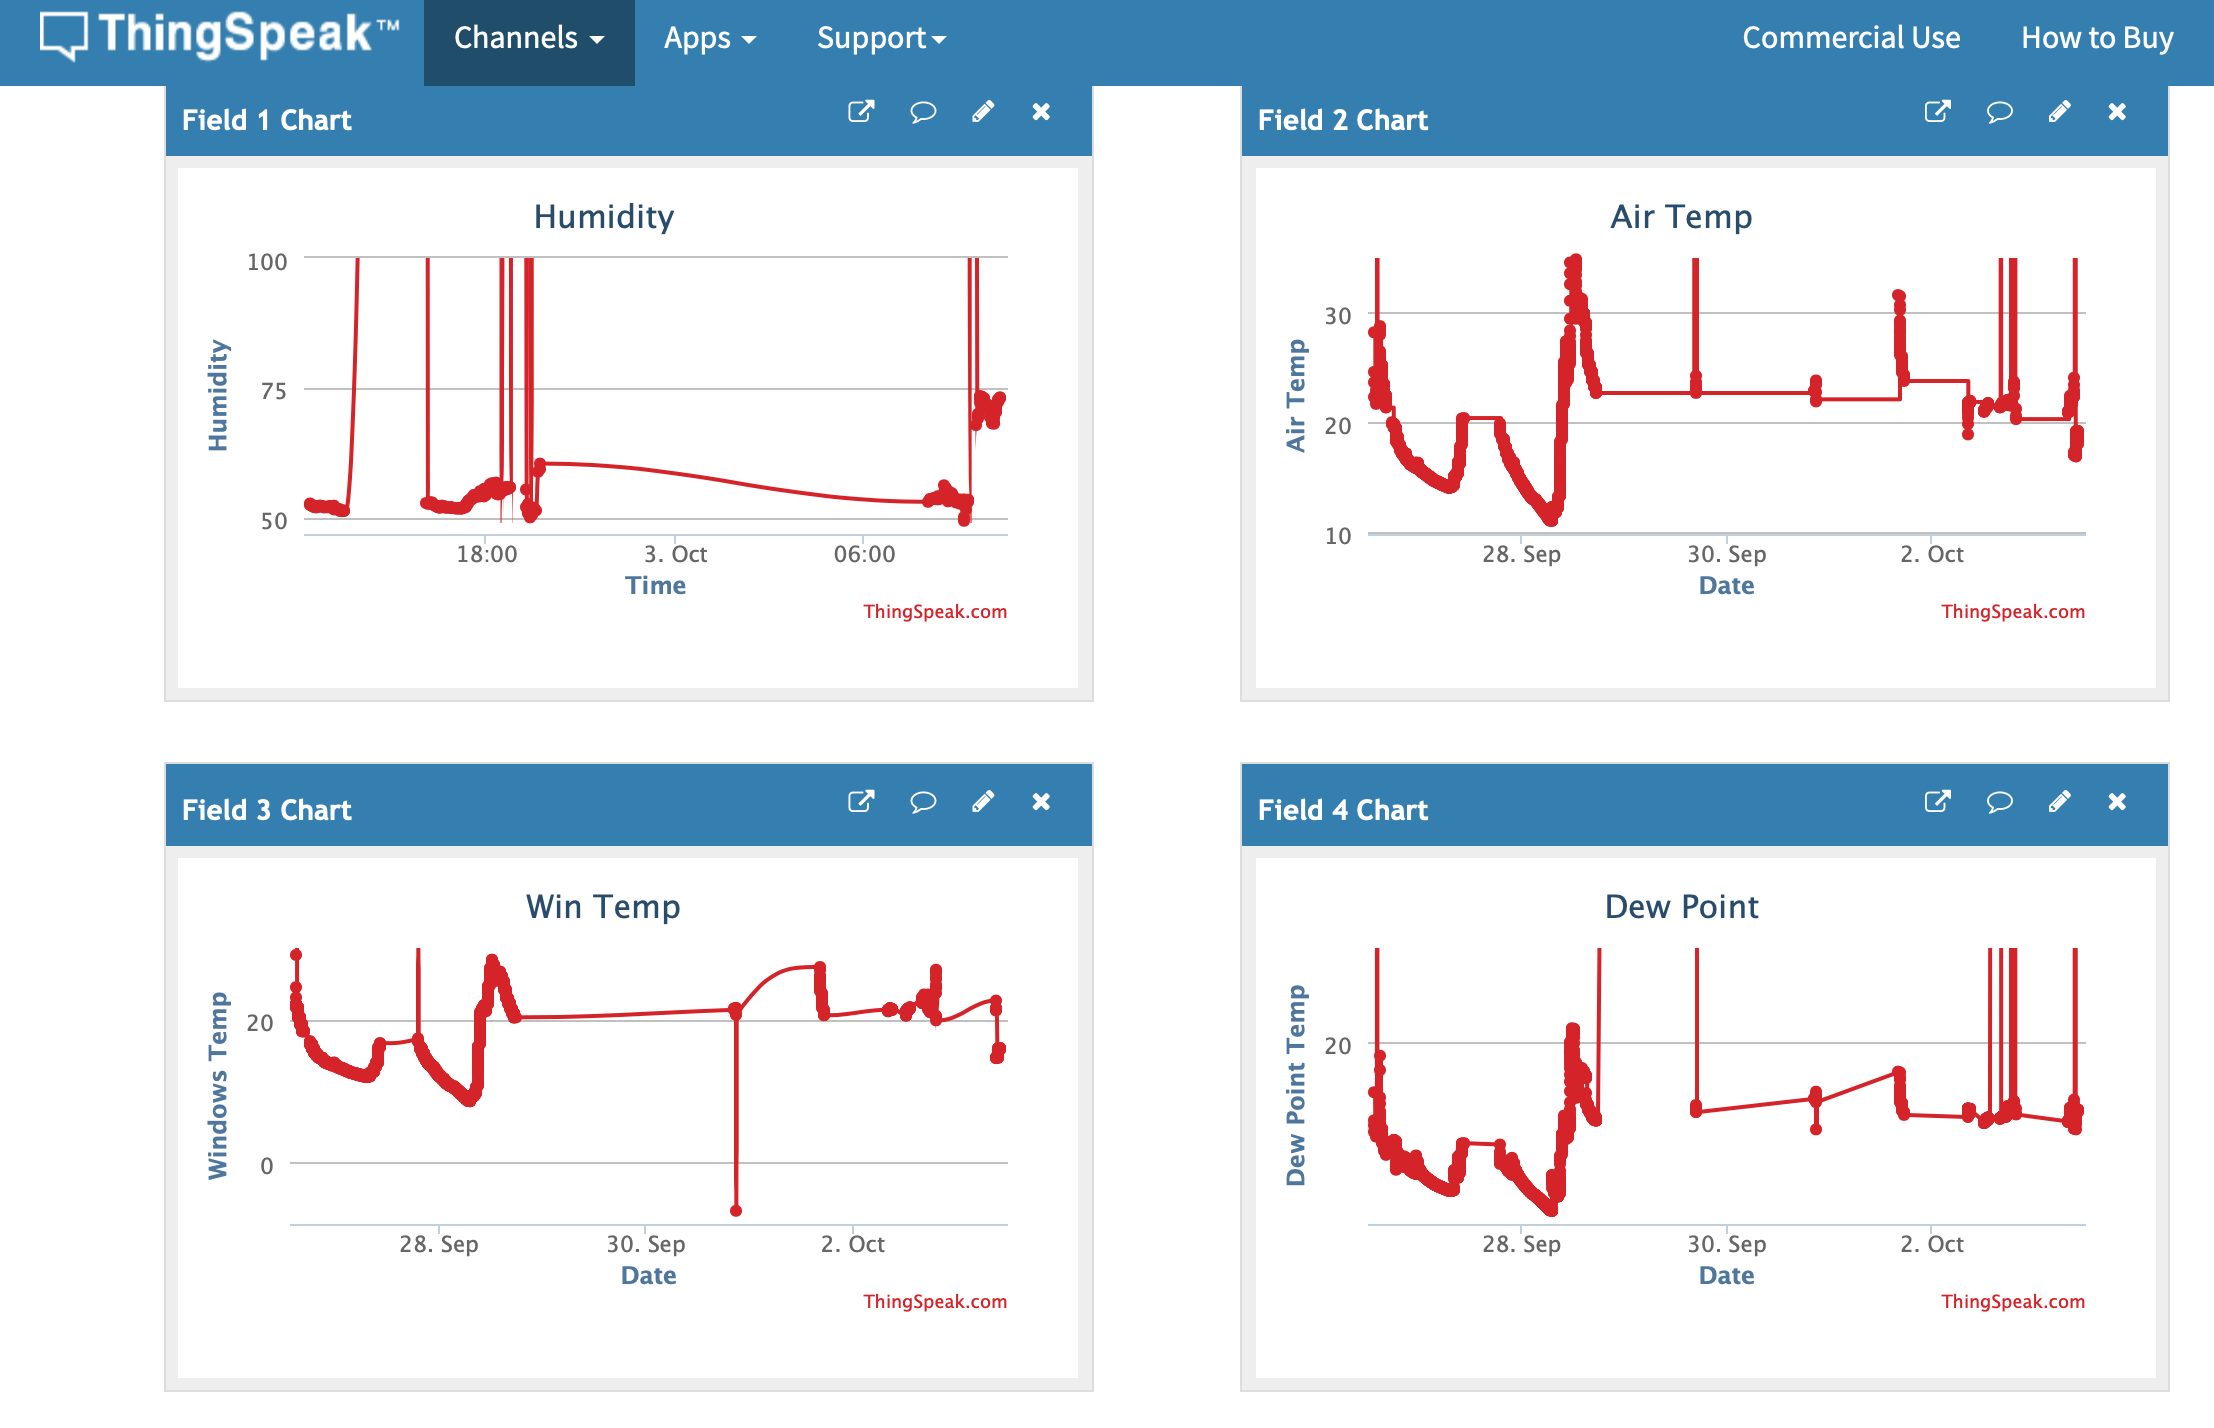 ThingSpeak™ Channels Apps Support Commercial Use How to Buy
Field 1 Chart
Humidity
100
75
50
Humidity
18:00 3. Oct 06:00
Time
ThingSpeak.com
Field 2 Chart
Air Temp
30
20
10
Air Temp
28. Sep 30. Sep 2. Oct
Date
ThingSpeak.com
Field 3 Chart
Win Temp
20
0
Windows Temp
28. Sep 30. Sep 2. Oct
Date
ThingSpeak.com
Field 4 Chart
Dew Point
20
Dew Point Temp
28. Sep 30. Sep 2. Oct
Date
ThingSpeak.com